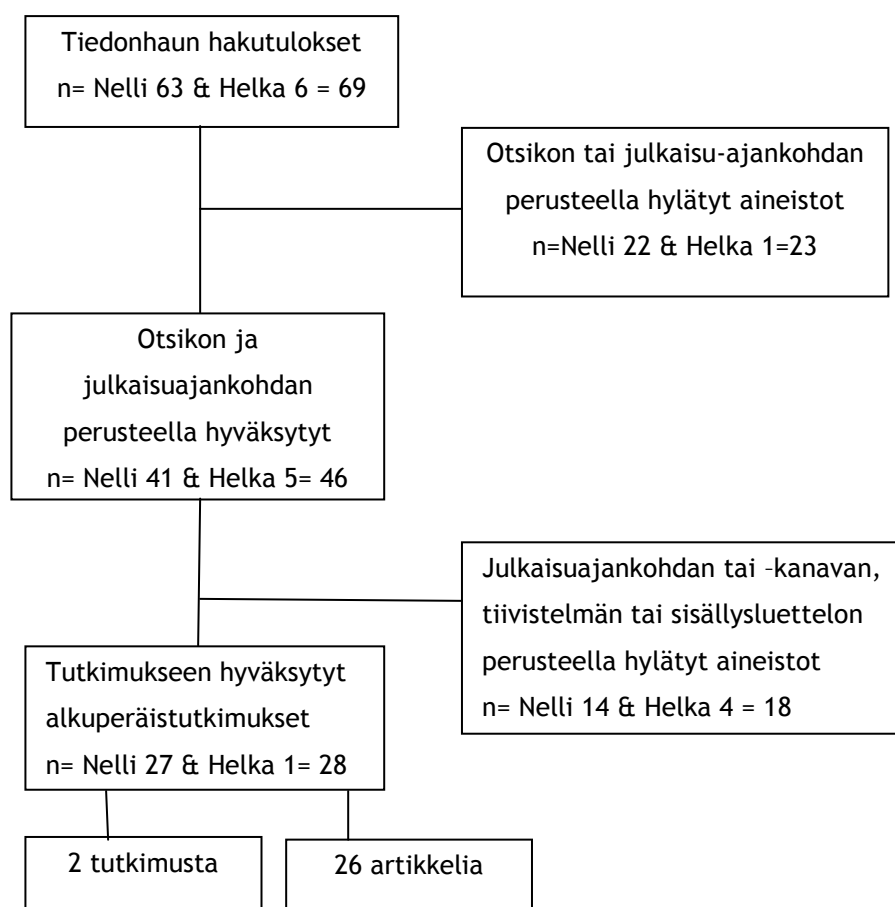 Tiedonhaun hakutulokset
n= Nelli 63 & Helka 6 = 69
Otsikon tai julkaisu-ajankohdan
perusteella hylätyt aineistot
n=Nelli 22 & Helka 1=23
Otsikon ja
julkaisuajankohdan
perusteella hyväksytyt
n= Nelli 41 & Helka 5= 46
Julkaisuajankohdan tai -kanavan,
tiivistelmän tai sisällysluettelon
perusteella hylätyt aineistot
n= Nelli 14 & Helka 4 = 18
Tutkimukseen hyväksytyt
alkuperäistutkimukset
n= Nelli 27 & Helka 1= 28
2 tutkimusta
26 artikkelia